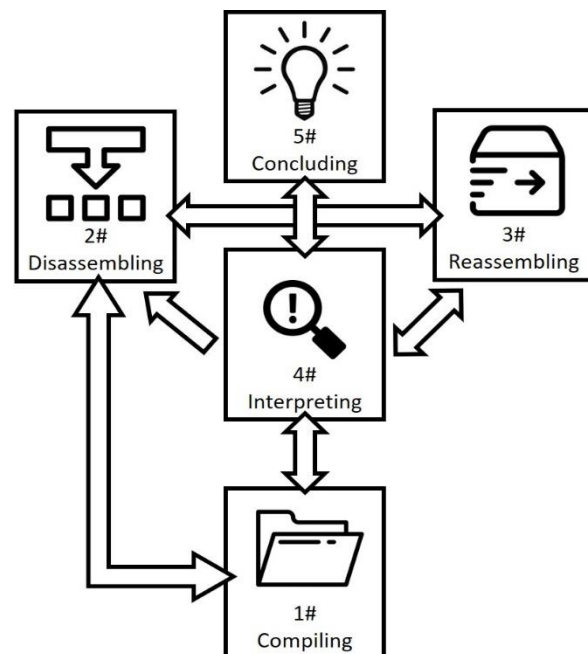 5#
Concluding
2#
Disassembling
3#
Reassembling
4#
Interpreting
1#
Compiling